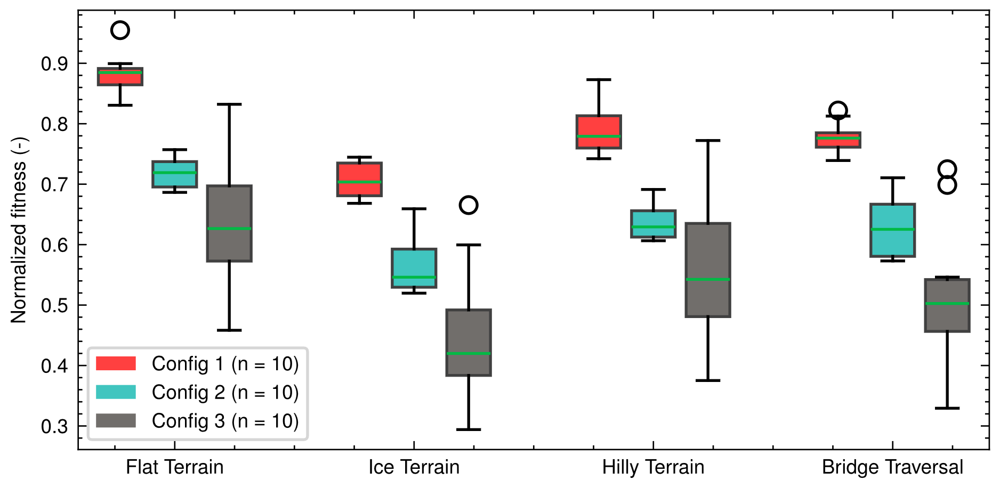 Normalized fitness (-)
0.9
0.8
0.7
0.6
0.5
0.4
0.3
Config 1 (n = 10)
Config 2 (n = 10)
Config 3 (n = 10)
Flat Terrain
Ice Terrain
Hilly Terrain
Bridge Traversal